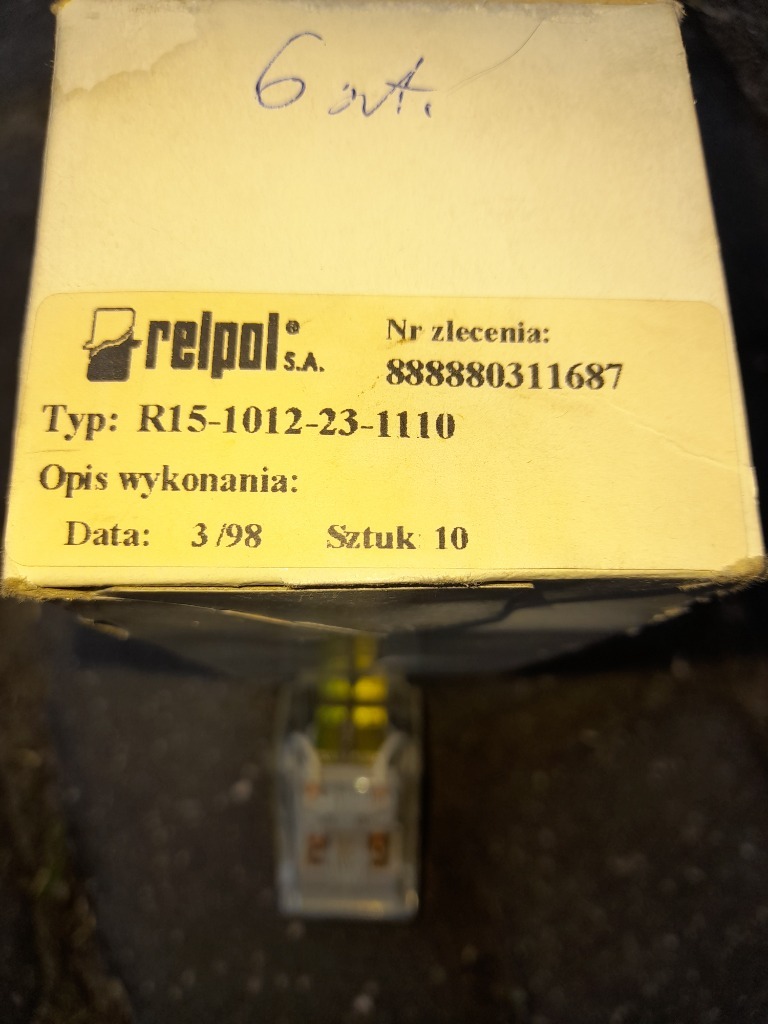 6 szt.
relpol® S.A.
Nr zlecenia:
888880311687
Typ: R15-1012-23-1110
Opis wykonania:
Data: 3/98 Sztuk 10